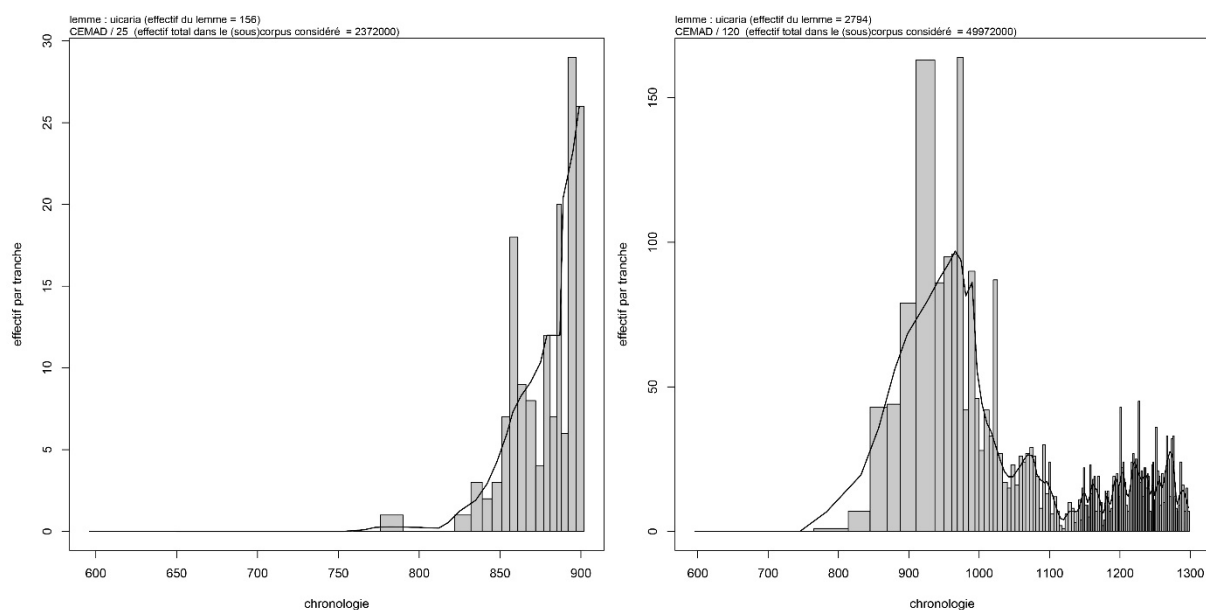 lemme : uicaria (effectif du lemme = 156)
CEMAD / 25 (effectif total dans le (sous)corpus considéré = 2372000)
30
25
20
15
10
5
0
effectif par tranche
600 650 700 750 800 850 900
chronologie
lemme : uicaria (effectif du lemme = 2794)
CEMAD / 120 (effectif total dans le (sous)corpus considéré = 49972000)
150
100
50
0
effectif par tranche
600 700 800 900 1000 1100 1200 1300
chronologie